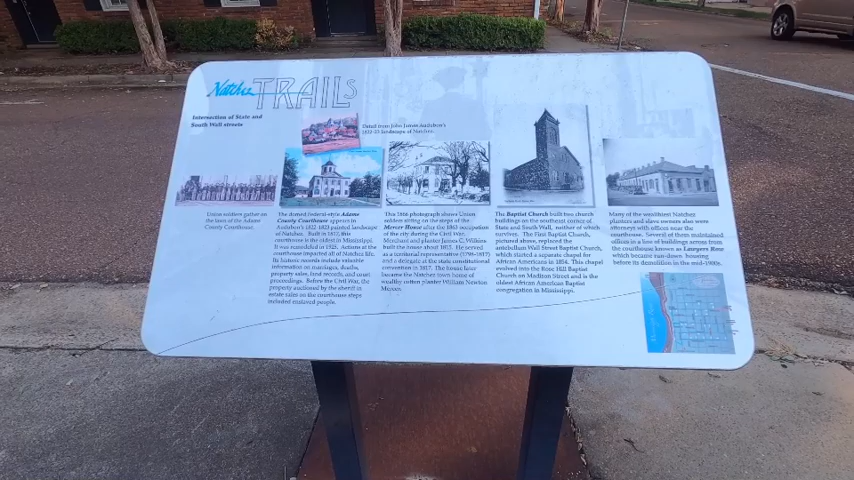 Natchez TRAILS
Intersection of State and
South Wall streets
Detail from John James Audubon's
1822-23 landscape of Natchez.
Union soldiers gather on
the lawn of the Adams
County Courthouse.
The domed Federal-style Adams
County Courthouse appears in
Audubon's 1822-1823 painted landscape
of Natchez. Built in
courthouse is the oldest in Mississippi.
It was remodeled in 1925. Actions at the
courthouse impacted all of Natchez life.
Its historic records include valuable
information on marriages, deaths,
property sales, land records, and court
proceedings. Before the Civil War, the
property auctioned by the sheriff in
estate sales on the courthouse steps
included enslaved people.
This photograph shows Union
soldiers sitting on the steps of the
Mercer House after the 1863 occupation
of the city during the Civil War.
Merchant and planter James C. Wilkins
built the house about He served
as a territorial representative (1798-1817)
and a delegate at the state constitutional
convention in 1817. The house later
became the Natchez town home of
wealthy cotton planter William Newton
Mercer.
The Baptist Church built two church
buildings on the southeast corner of
State and South Wall, neither of which
survives. The First Baptist Church,
pictured above, replaced the
antebellum Wall Street Baptist Church,
which started a separate chapel for
African Americans in This chapel
evolved into the Rose Hill Baptist
Church on Madison Street and is the
oldest African American Baptist
congregation in Mississippi.
Many of the wealthiest Natchez
planters and slave owners also were
attorneys with offices near the
courthouse. Several of them maintained
offices in a row of buildings across from
the courthouse known as Lawyers Row
which became run-down housing
before its demolition in the mid-1900s.